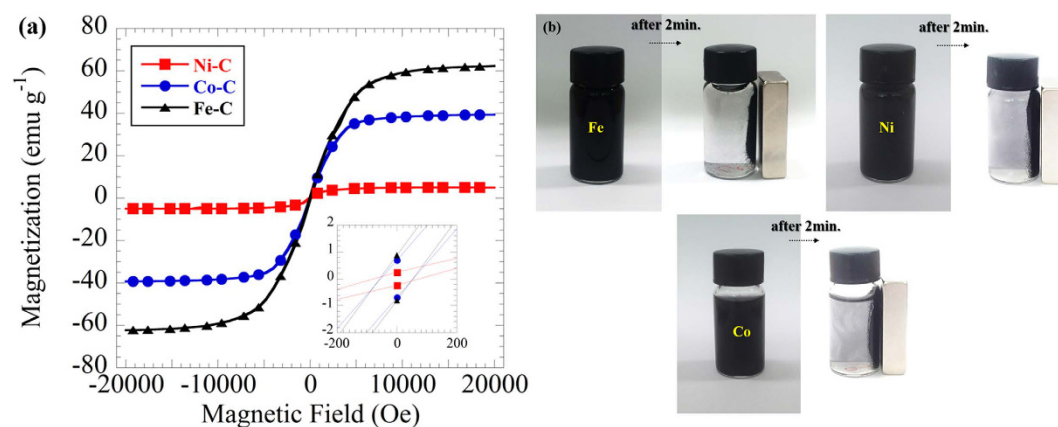 (a)
80
60
40
20
0
-20
-40
-60
-80
Magnetization (emu g⁻¹)
Ni-C
Co-C
Fe-C
2
1
0
-1
-2
-200
0
200
-20000 -10000 0 10000 20000
Magnetic Field (Oe)
(b)
after 2min.
Fe
after 2min.
Ni
after 2min.
Co